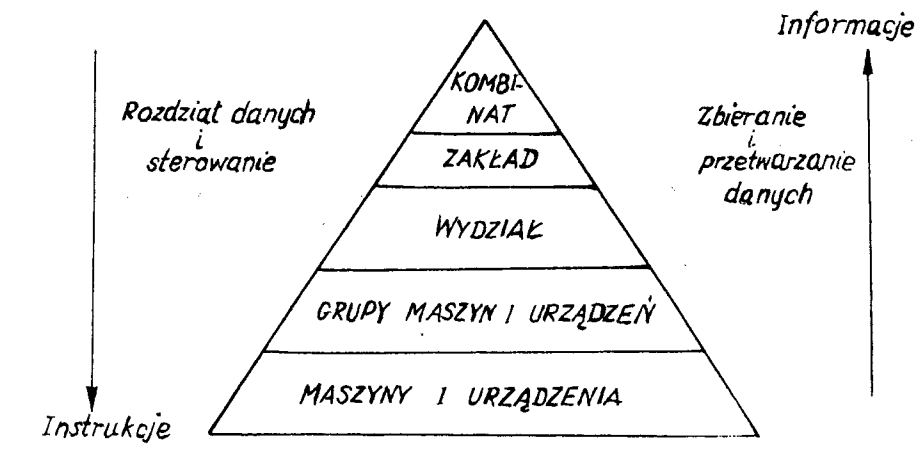 Informacje
KOMBI-
NAT
Rozdział danych
i
sterowanie
Zbieranie
i
przetwarzanie
danych
ZAKŁAD
WYDZIAŁ
GRUPY MASZYN I URZĄDZEŃ
MASZYNY I URZĄDZENIA
Instrukcje